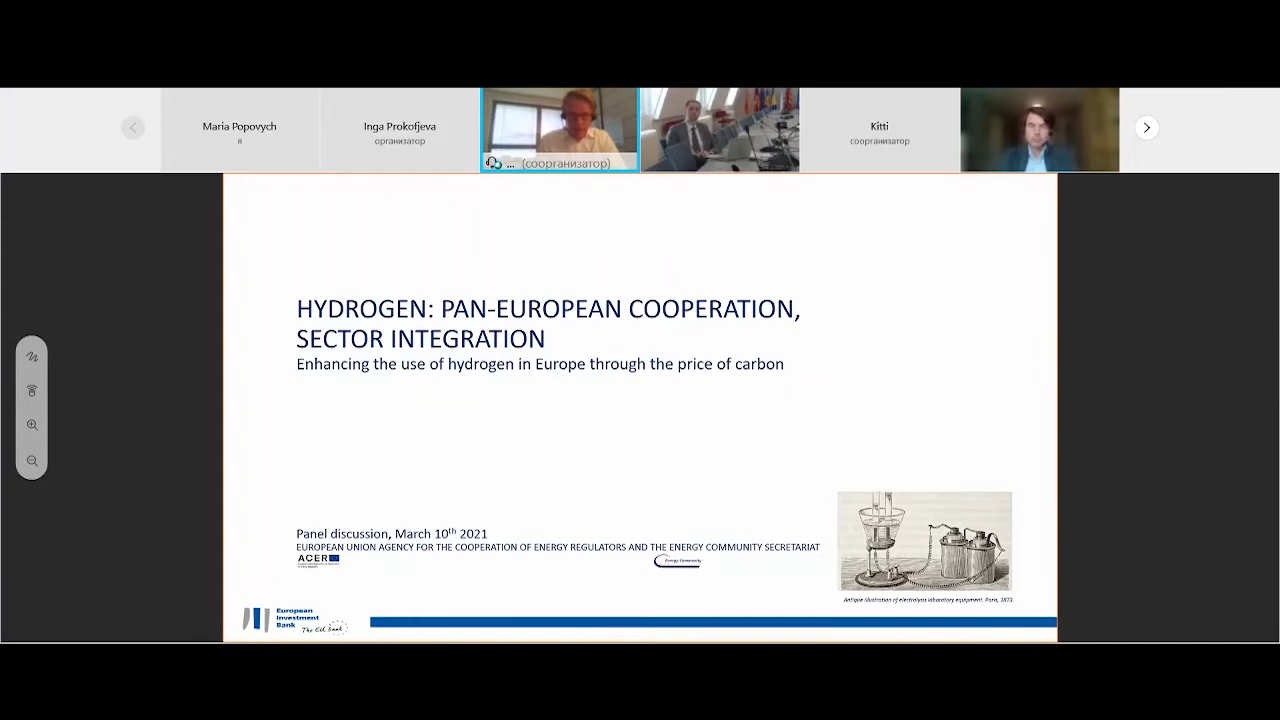 Maria Popovych
я
Inga Prokofjeva
организатор
... (соорганизатор)
Kitti
соорганизатор
HYDROGEN: PAN-EUROPEAN COOPERATION,
SECTOR INTEGRATION
Enhancing the use of hydrogen in Europe through the price of carbon
Panel discussion, March 10th 2021
EUROPEAN UNION AGENCY FOR THE COOPERATION OF ENERGY REGULATORS AND THE ENERGY COMMUNITY SECRETARIAT
ACER
Energy Community
Antique illustration of electrolysis laboratory equipment. Paris, 1873.
European
Investment
Bank
The EU bank